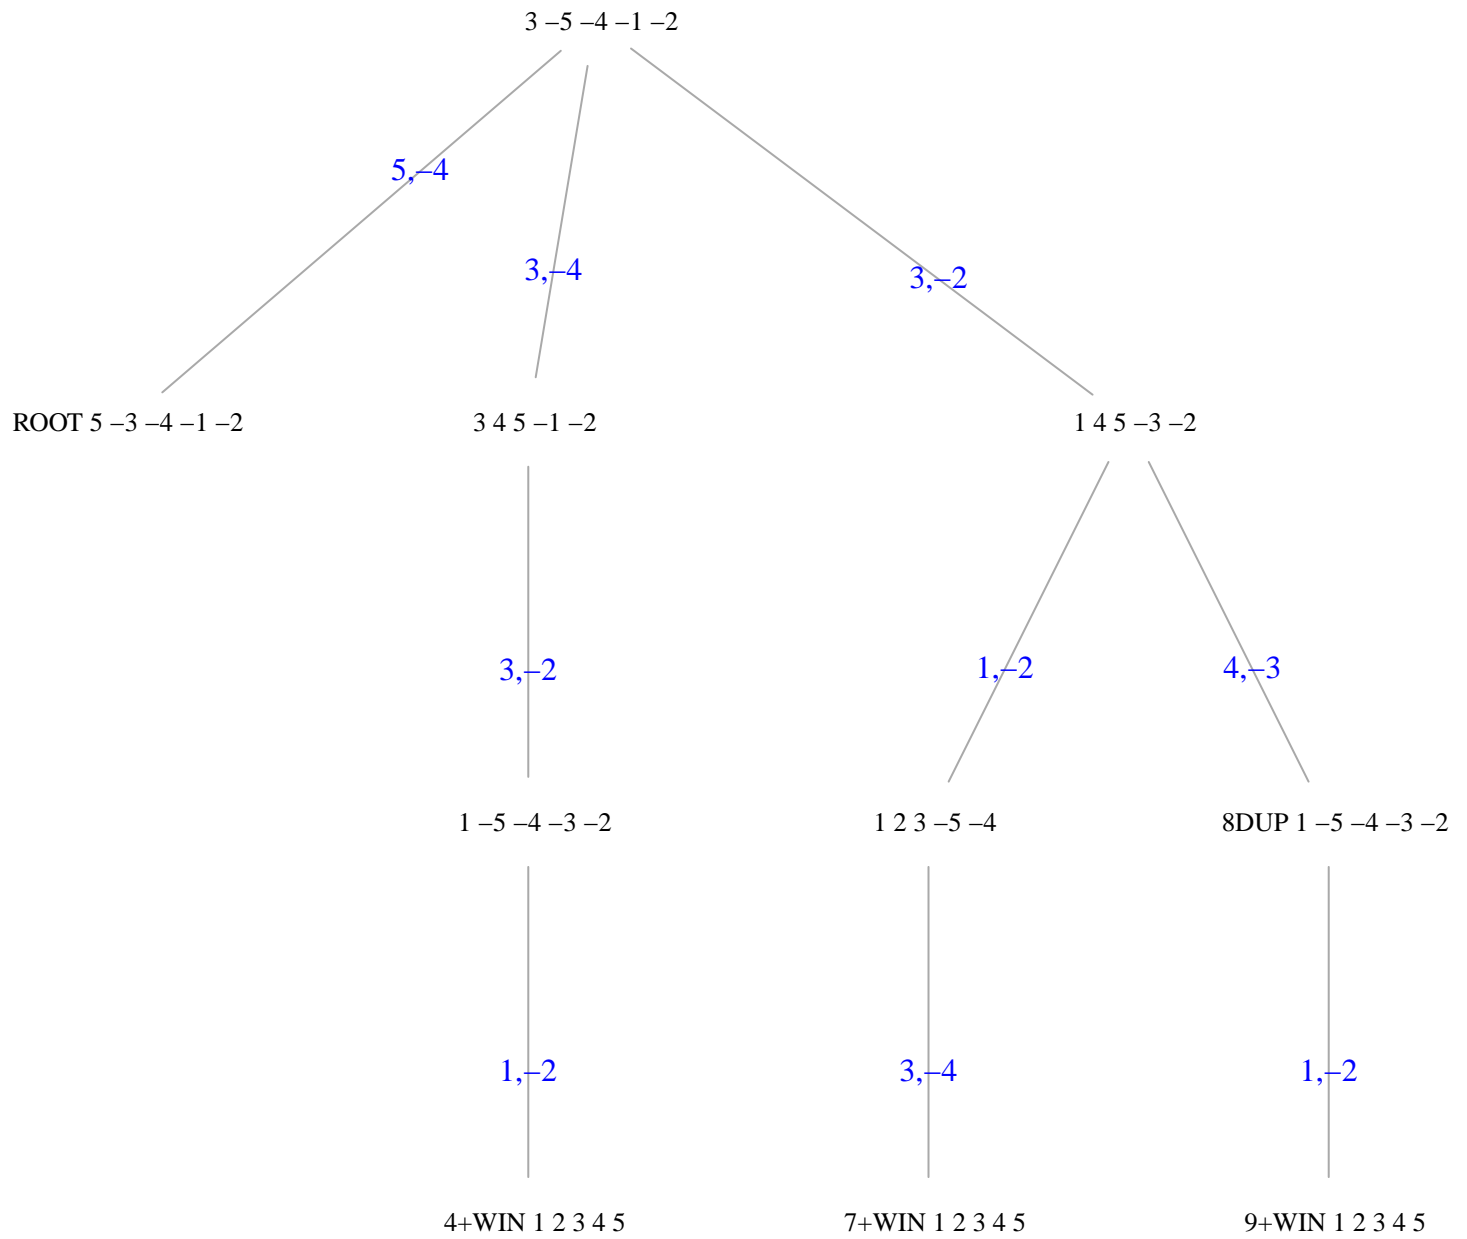 3 –5 –4 –1 –2
5,–4
3,–4
3,–2
ROOT 5 –3 –4 –1 –2
3 4 5 –1 –2
1 4 5 –3 –2
3,–2
1,–2
4,–3
1 –5 –4 –3 –2
1 2 3 –5 –4
8DUP 1 –5 –4 –3 –2
1,–2
3,–4
1,–2
4+WIN 1 2 3 4 5
7+WIN 1 2 3 4 5
9+WIN 1 2 3 4 5